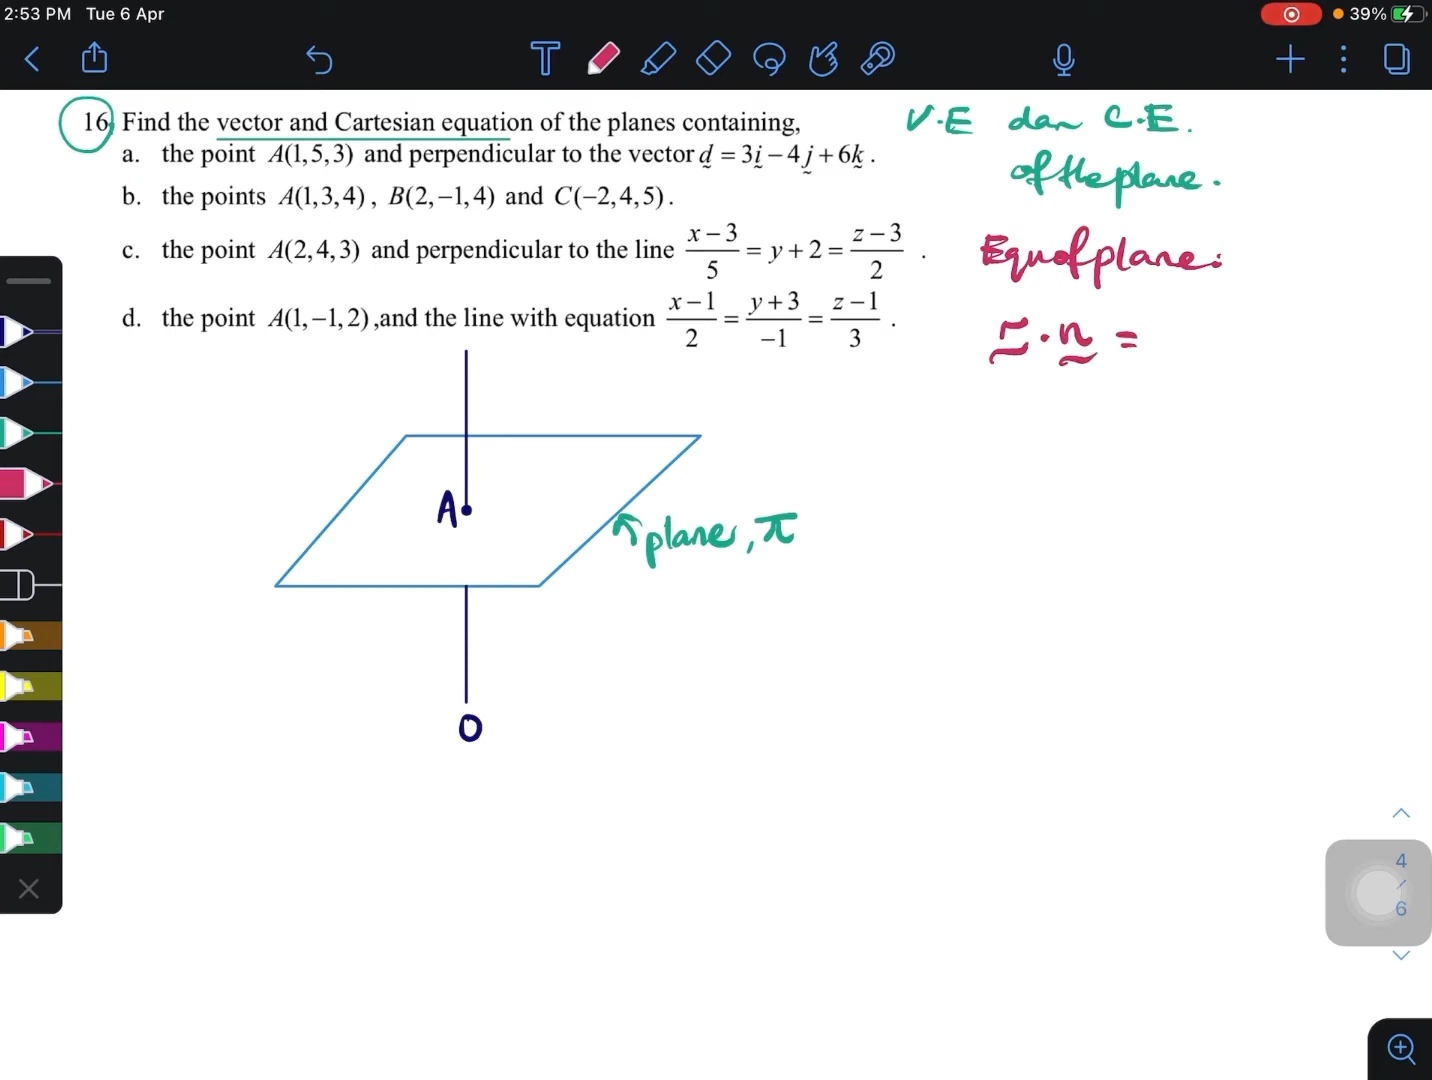 2:53 PM Tue 6 Apr
39%
T
16. Find the vector and Cartesian equation of the planes containing,
a. the point A(1,5,3) and perpendicular to the vector d = 3i − 4j + 6k .
b. the points A(1,3,4) , B(2,−1,4) and C(−2,4,5) .
c. the point A(2,4,3) and perpendicular to the line (x−3)/5 = y+2 = (z−3)/2 .
d. the point A(1,−1,2) ,and the line with equation (x−1)/2 = (y+3)/−1 = (z−1)/3 .
V.E dan C.E.
of the plane.
Equ of plane:
r . n =
A
plane, π
O
4
/
6